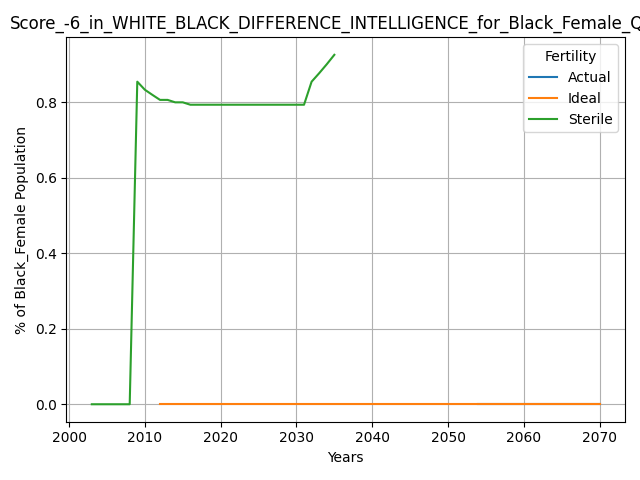 Score_-6_in_WHITE_BLACK_DIFFERENCE_INTELLIGENCE_for_Black_Female_Q
Fertility
Actual
Ideal
Sterile
% of Black_Female Population
0.8
0.6
0.4
0.2
0.0
2000 2010 2020 2030 2040 2050 2060 2070
Years